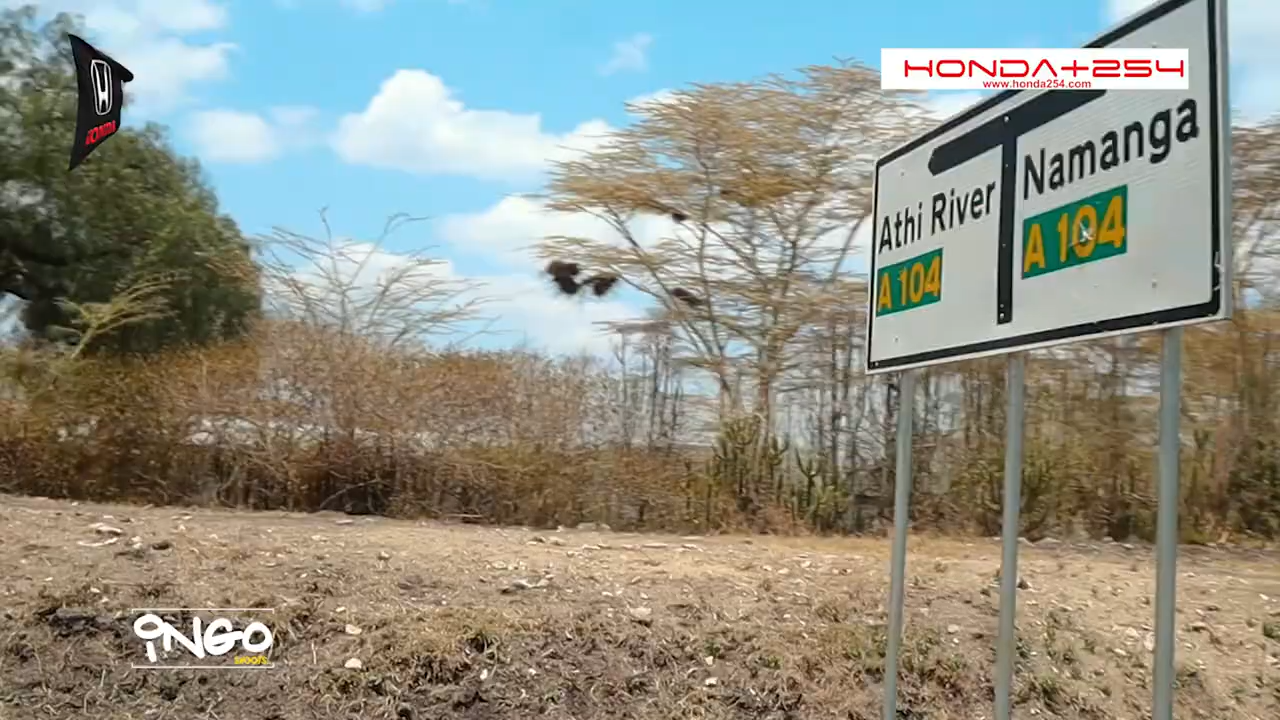 HONDA
HONDA+254
www.honda254.com
Athi River
A 104
Namanga
A 104
iNGO
SHOOTS